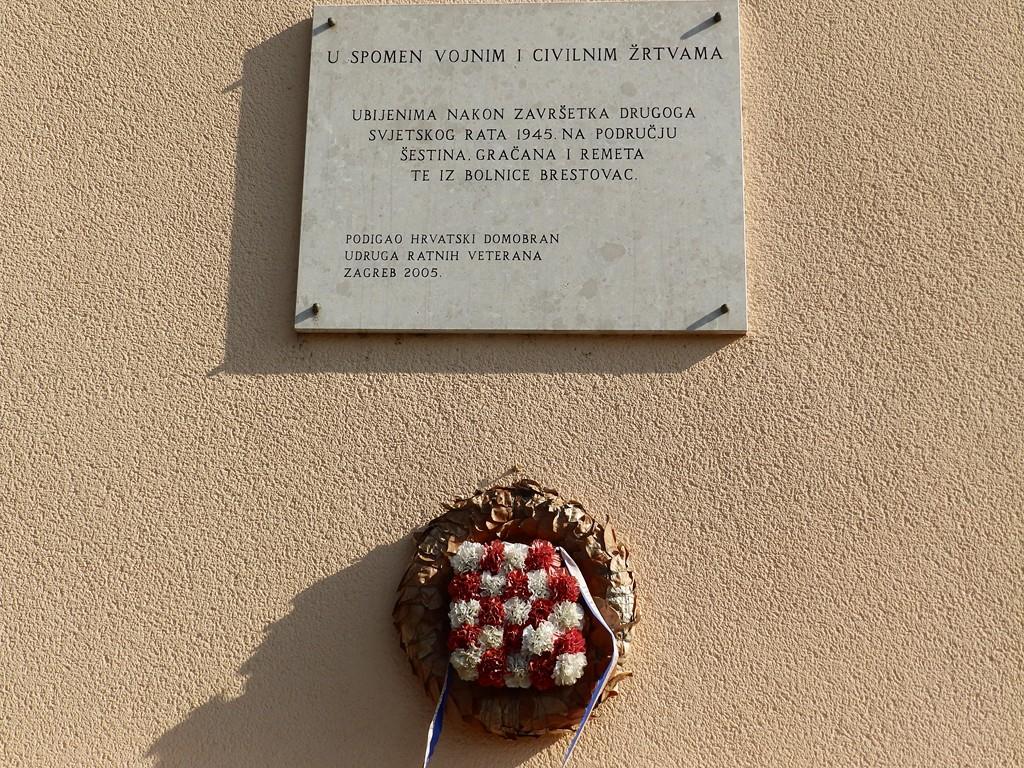 U SPOMEN VOJNIM I CIVILNIM ŽRTVAMA
UBIJENIMA NAKON ZAVRŠETKA DRUGOGA
SVJETSKOG RATA 1945. NA PODRUČJU
ŠESTINA, GRAČANA I REMETA
TE IZ BOLNICE BRESTOVAC.
PODIGAO HRVATSKI DOMOBRAN
UDRUGA RATNIH VETERANA
ZAGREB 2005.